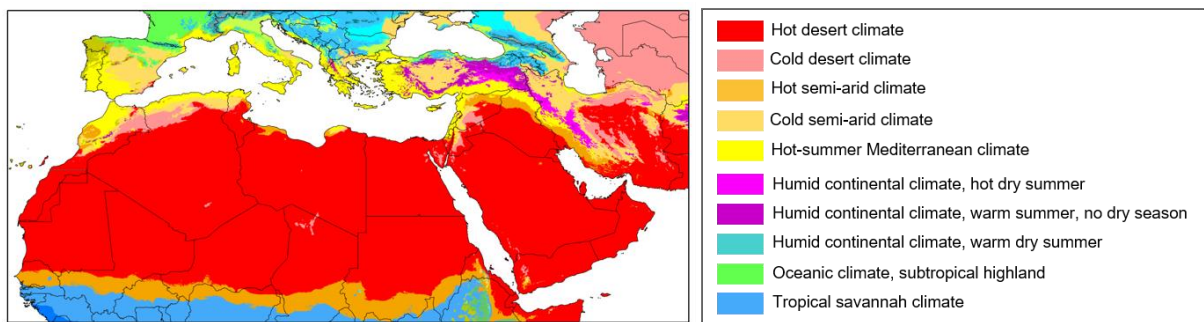 Hot desert climate
Cold desert climate
Hot semi-arid climate
Cold semi-arid climate
Hot-summer Mediterranean climate
Humid continental climate, hot dry summer
Humid continental climate, warm summer, no dry season
Humid continental climate, warm dry summer
Oceanic climate, subtropical highland
Tropical savannah climate